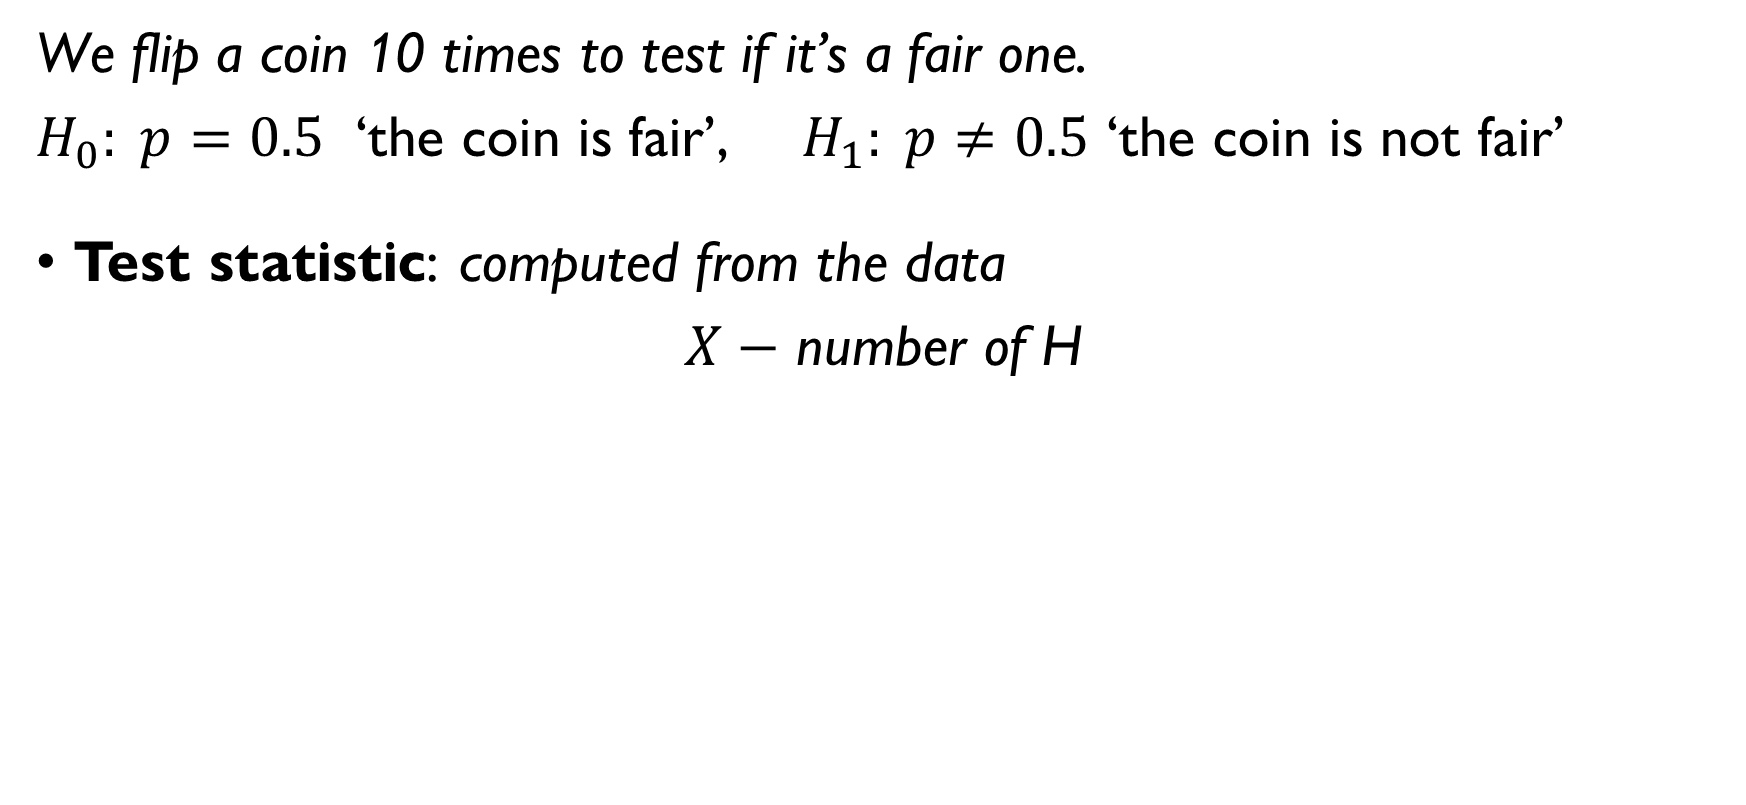 We flip a coin 10 times to test if it’s a fair one.
H₀: p = 0.5 ‘the coin is fair’, H₁: p ≠ 0.5 ‘the coin is not fair’
• Test statistic: computed from the data
X − number of H